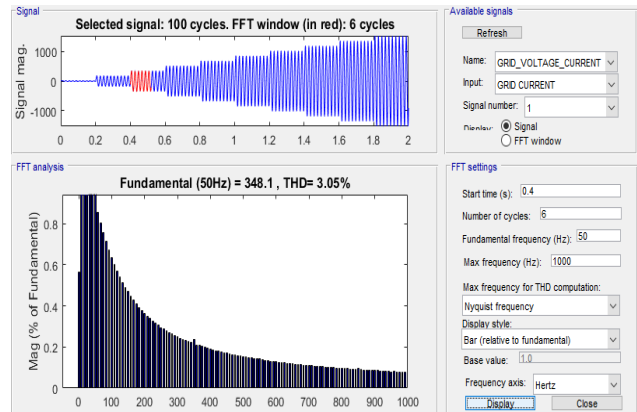 Signal
Selected signal: 100 cycles. FFT window (in red): 6 cycles
Signal mag.
1000
0
-1000
0 0.2 0.4 0.6 0.8 1 1.2 1.4 1.6 1.8 2
FFT analysis
Fundamental (50Hz) = 348.1 , THD= 3.05%
Mag (% of Fundamental)
0.8
0.6
0.4
0.2
0
0 100 200 300 400 500 600 700 800 900 1000
Available signals
Refresh
Name: GRID_VOLTAGE_CURRENT
Input: GRID CURRENT
Signal number: 1
Display: Signal
FFT window
FFT settings
Start time (s): 0.4
Number of cycles: 6
Fundamental frequency (Hz): 50
Max frequency (Hz): 1000
Max frequency for THD computation:
Nyquist frequency
Display style:
Bar (relative to fundamental)
Base value: 1.0
Frequency axis: Hertz
Display Close